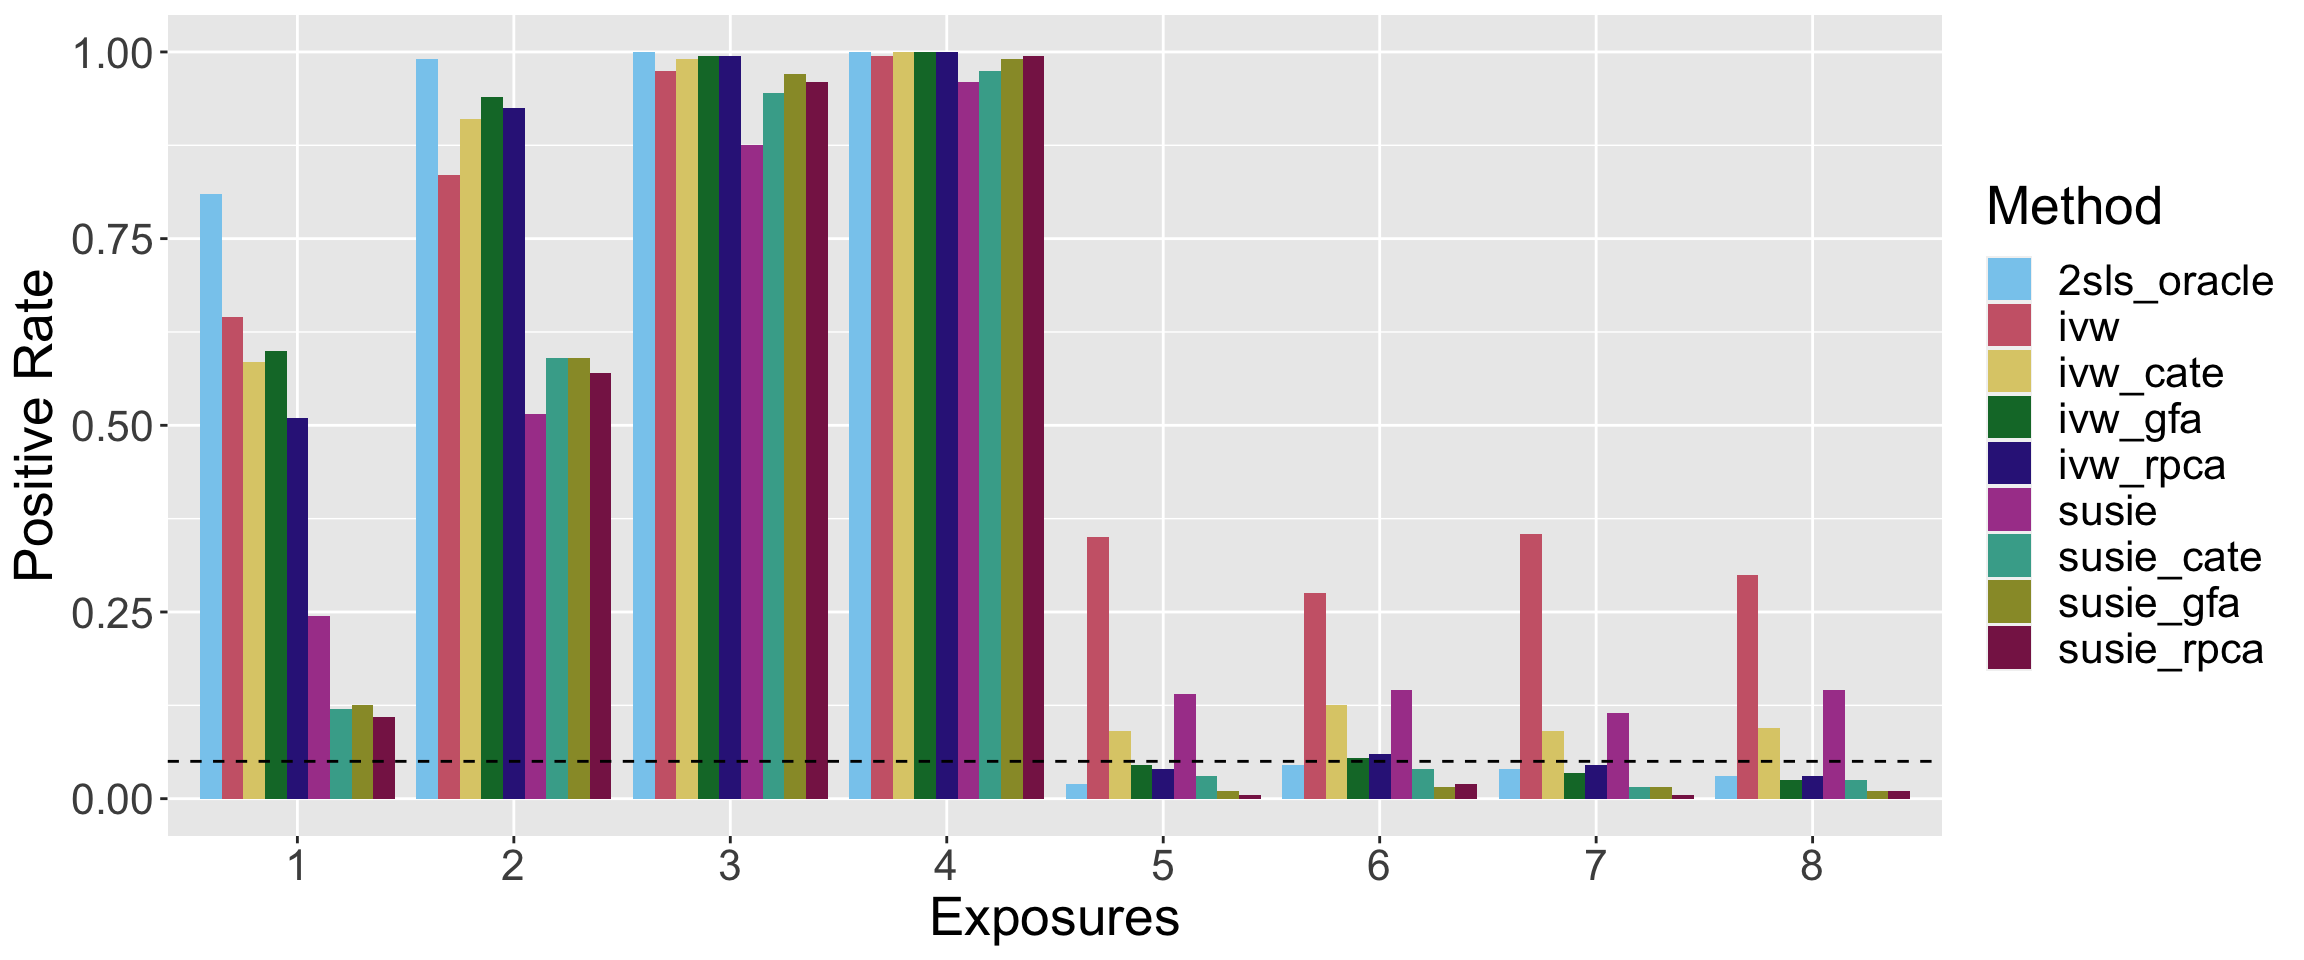 Positive Rate
1.00
0.75
0.50
0.25
0.00
1 2 3 4 5 6 7 8
Exposures
Method
2sls_oracle
ivw
ivw_cate
ivw_gfa
ivw_rpca
susie
susie_cate
susie_gfa
susie_rpca